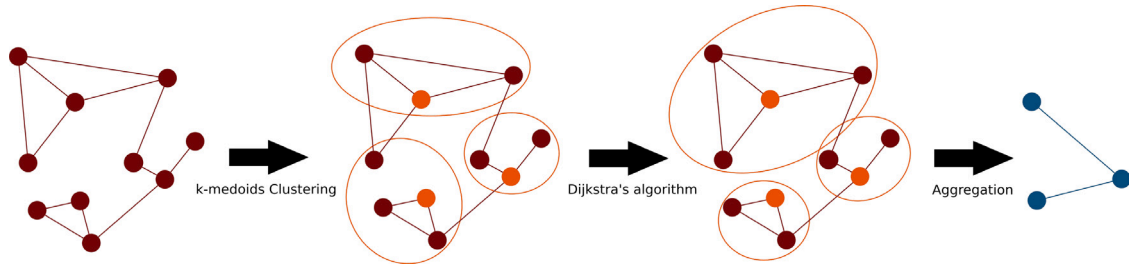 k-medoids Clustering
Dijkstra's algorithm
Aggregation